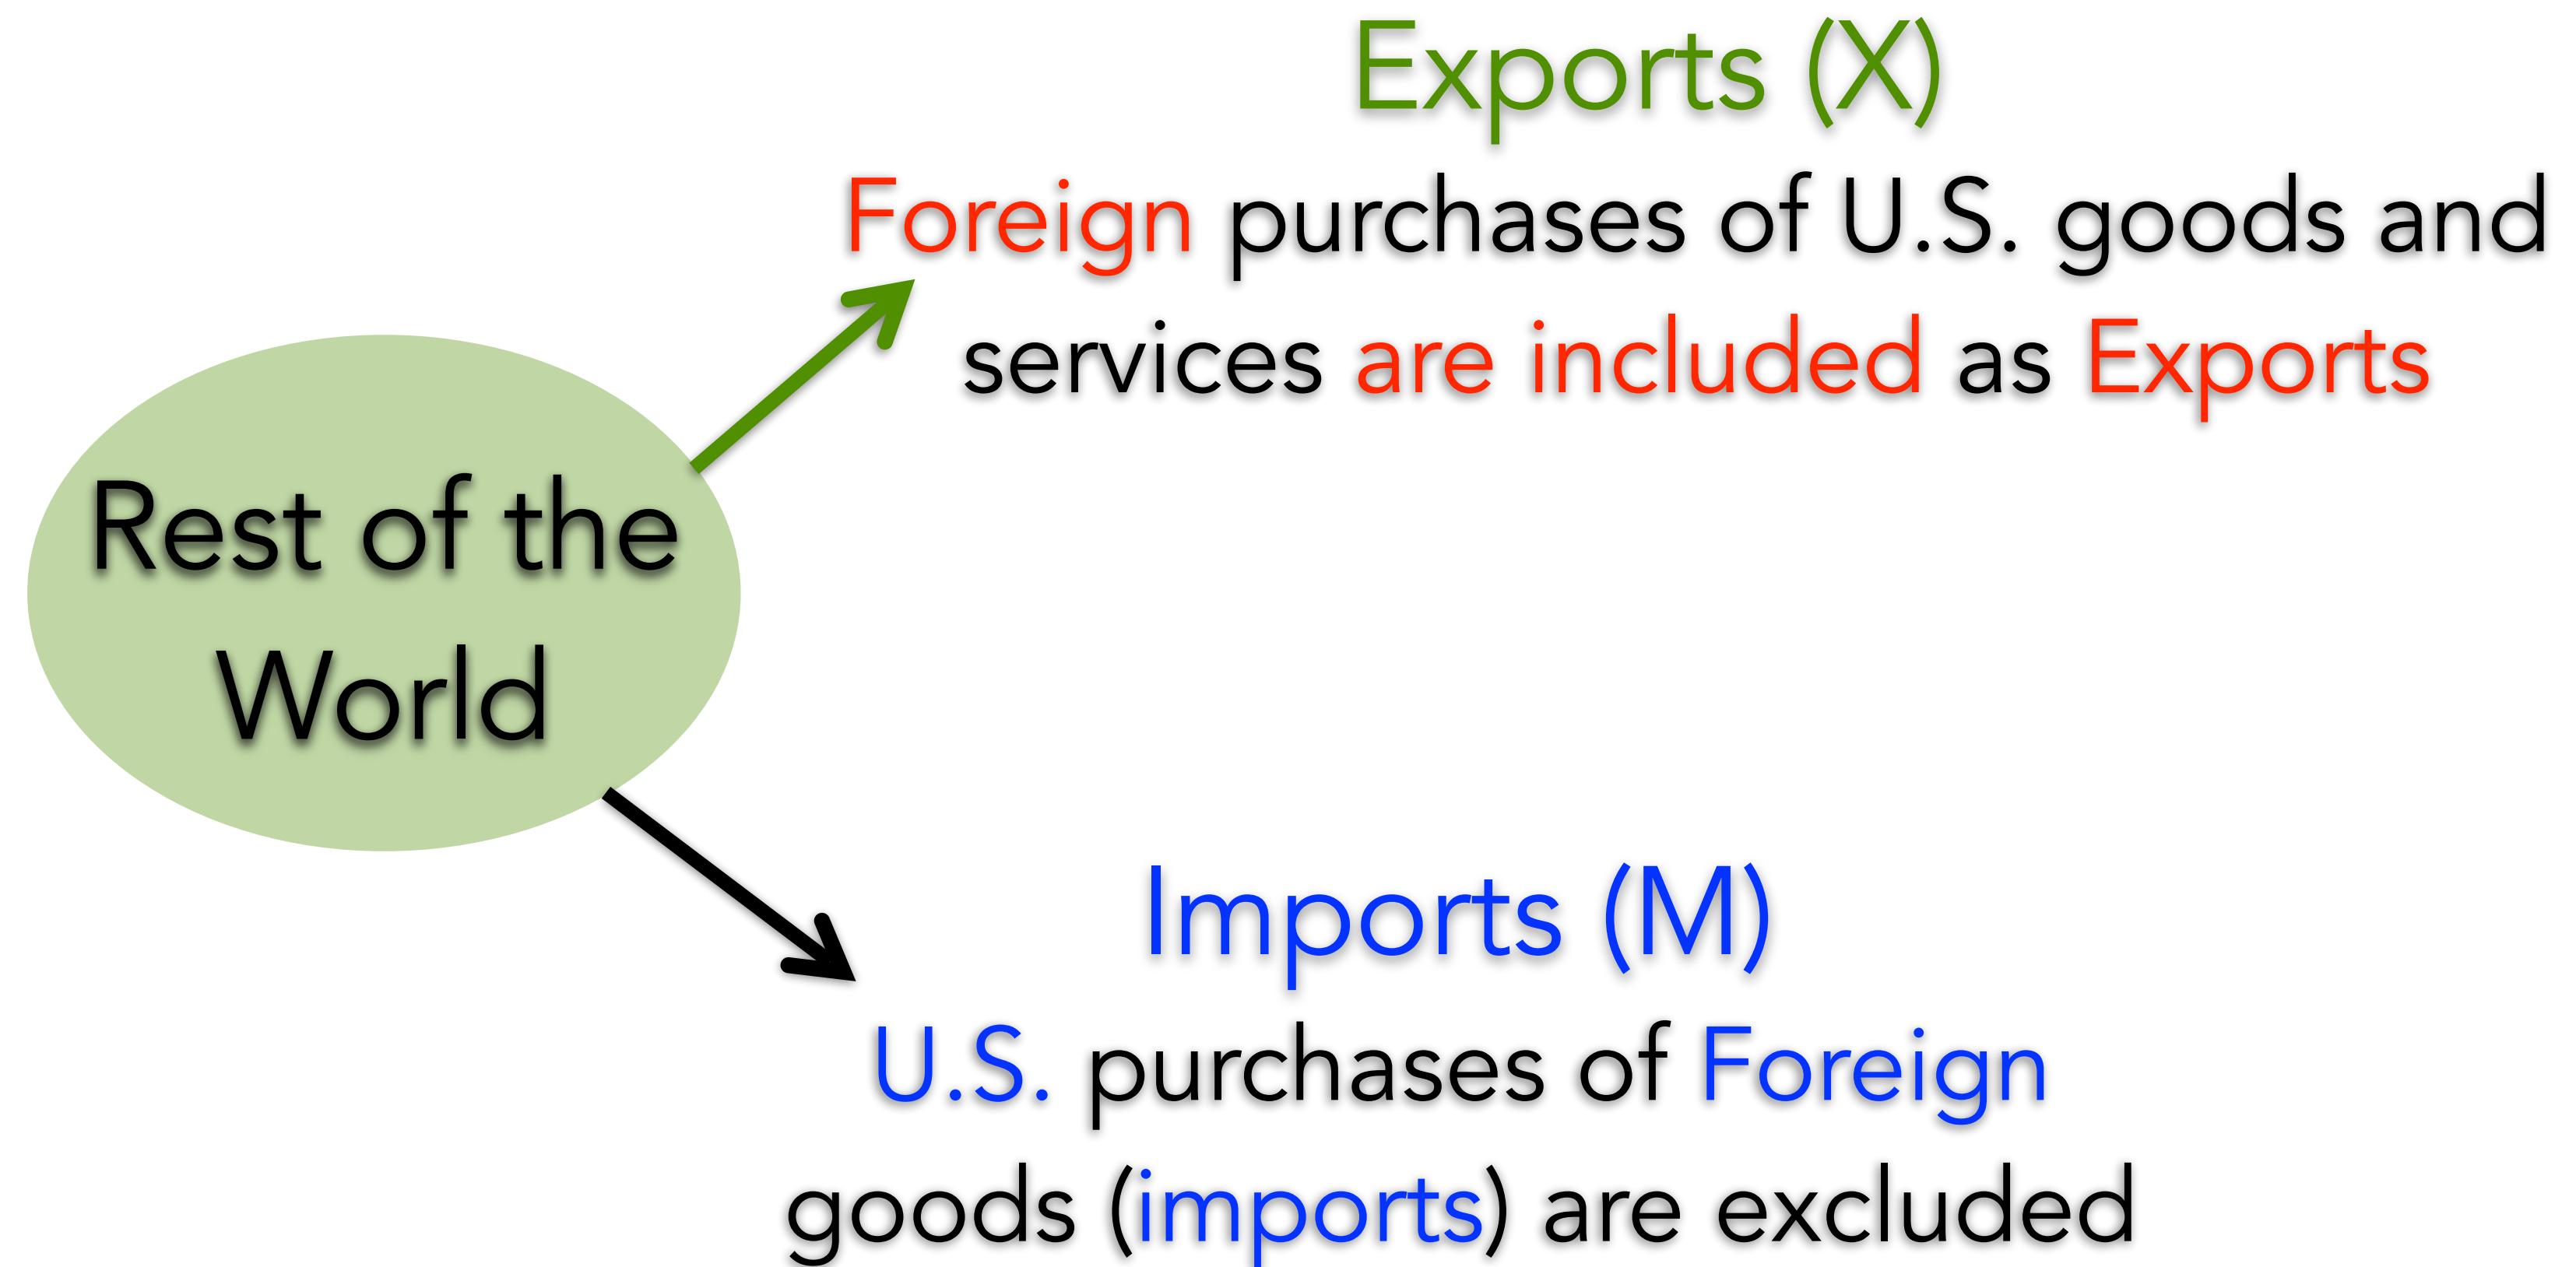 Exports (X)
Foreign purchases of U.S. goods and
services are included as Exports
Rest of the
World
Imports (M)
U.S. purchases of Foreign
goods (imports) are excluded